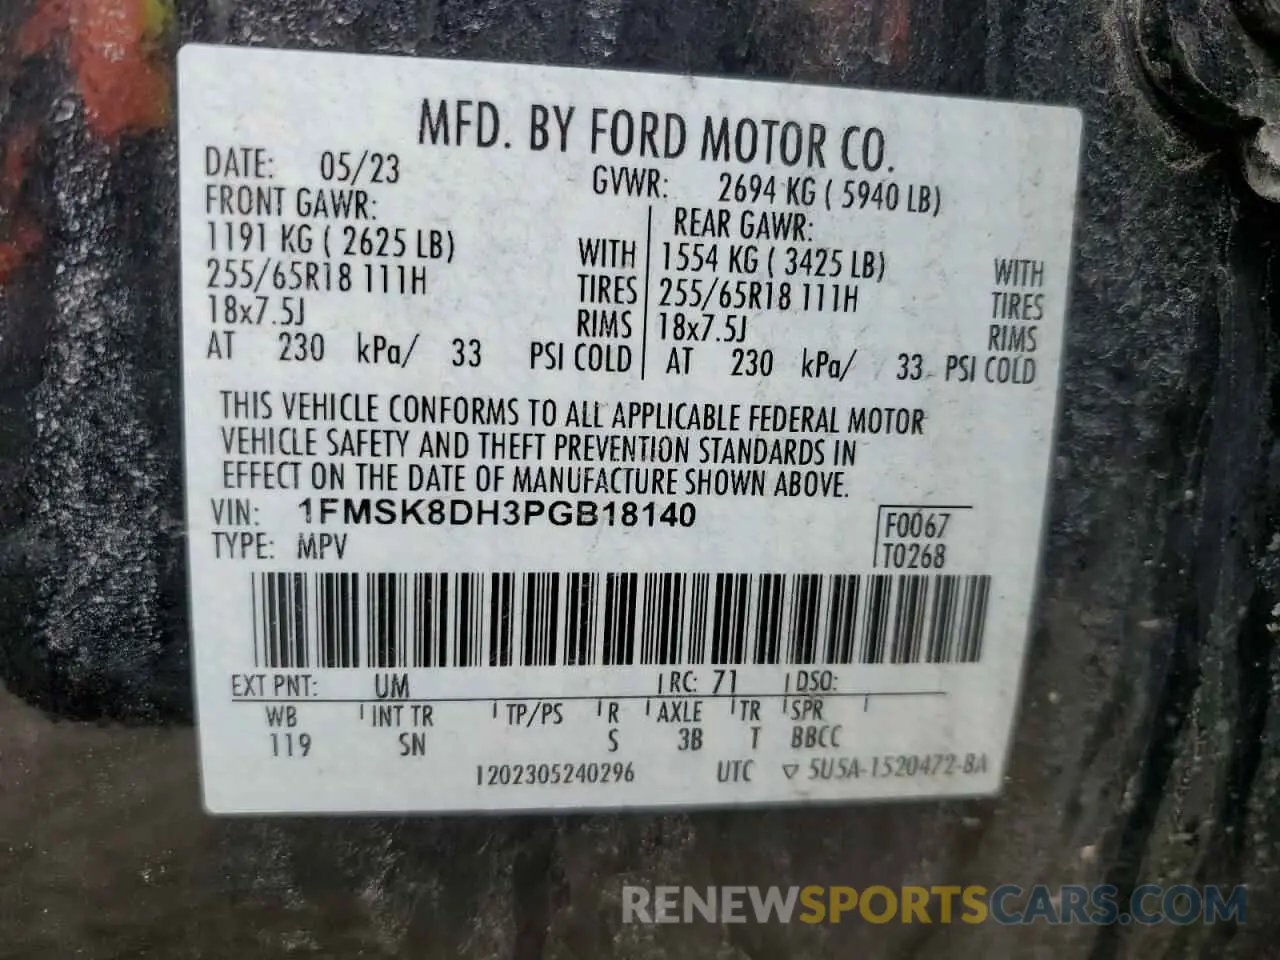 MFD. BY FORD MOTOR CO.
DATE: 05/23 GVWR: 2694 KG ( 5940 LB)
FRONT GAWR: REAR GAWR:
1191 KG ( 2625 LB) WITH 1554 KG ( 3425 LB) WITH
255/65R18 111H TIRES 255/65R18 111H TIRES
18x7.5J RIMS 18x7.5J RIMS
AT 230 kPa/ 33 PSI COLD AT 230 kPa/ 33 PSI COLD
THIS VEHICLE CONFORMS TO ALL APPLICABLE FEDERAL MOTOR
VEHICLE SAFETY AND THEFT PREVENTION STANDARDS IN
EFFECT ON THE DATE OF MANUFACTURE SHOWN ABOVE.
VIN: 1FMSK8DH3PGB18140 F0067
TYPE: MPV T0268
EXT PNT: UM RC: 71 DSO:
WB INT TR TP/PS R AXLE TR SPR
119 SN S 3B T BBCC
1202305240296 UTC ▽ 5U5A-1520472-BA
RENEWSPORTSCARS.COM